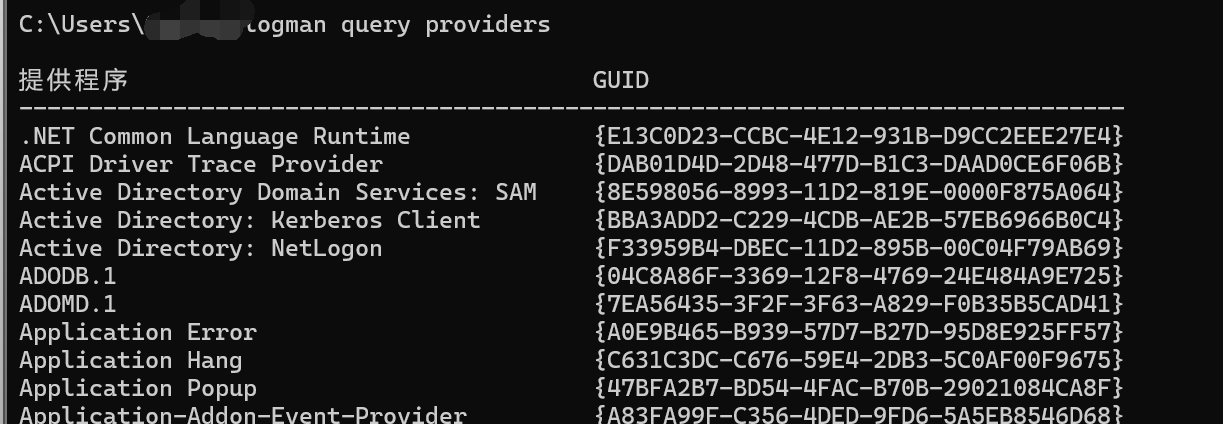 C:\Users\ logman query providers
提供程序 GUID
--------------------------------------------------------------------------------
.NET Common Language Runtime {E13C0D23-CCBC-4E12-931B-D9CC2EEE27E4}
ACPI Driver Trace Provider {DAB01D4D-2D48-477D-B1C3-DAAD0CE6F06B}
Active Directory Domain Services: SAM {8E598056-8993-11D2-819E-0000F875A064}
Active Directory: Kerberos Client {BBA3ADD2-C229-4CDB-AE2B-57EB6966B0C4}
Active Directory: NetLogon {F33959B4-DBEC-11D2-895B-00C04F79AB69}
ADODB.1 {04C8A86F-3369-12F8-4769-24E484A9E725}
ADOMD.1 {7EA56435-3F2F-3F63-A829-F0B35B5CAD41}
Application Error {A0E9B465-B939-57D7-B27D-95D8E925FF57}
Application Hang {C631C3DC-C676-59E4-2DB3-5C0AF00F9675}
Application Popup {47BFA2B7-BD54-4FAC-B70B-29021084CA8F}
Application-Addon-Event-Provider {A83FA99F-C356-4DED-9FD6-5A5EB8546D68}